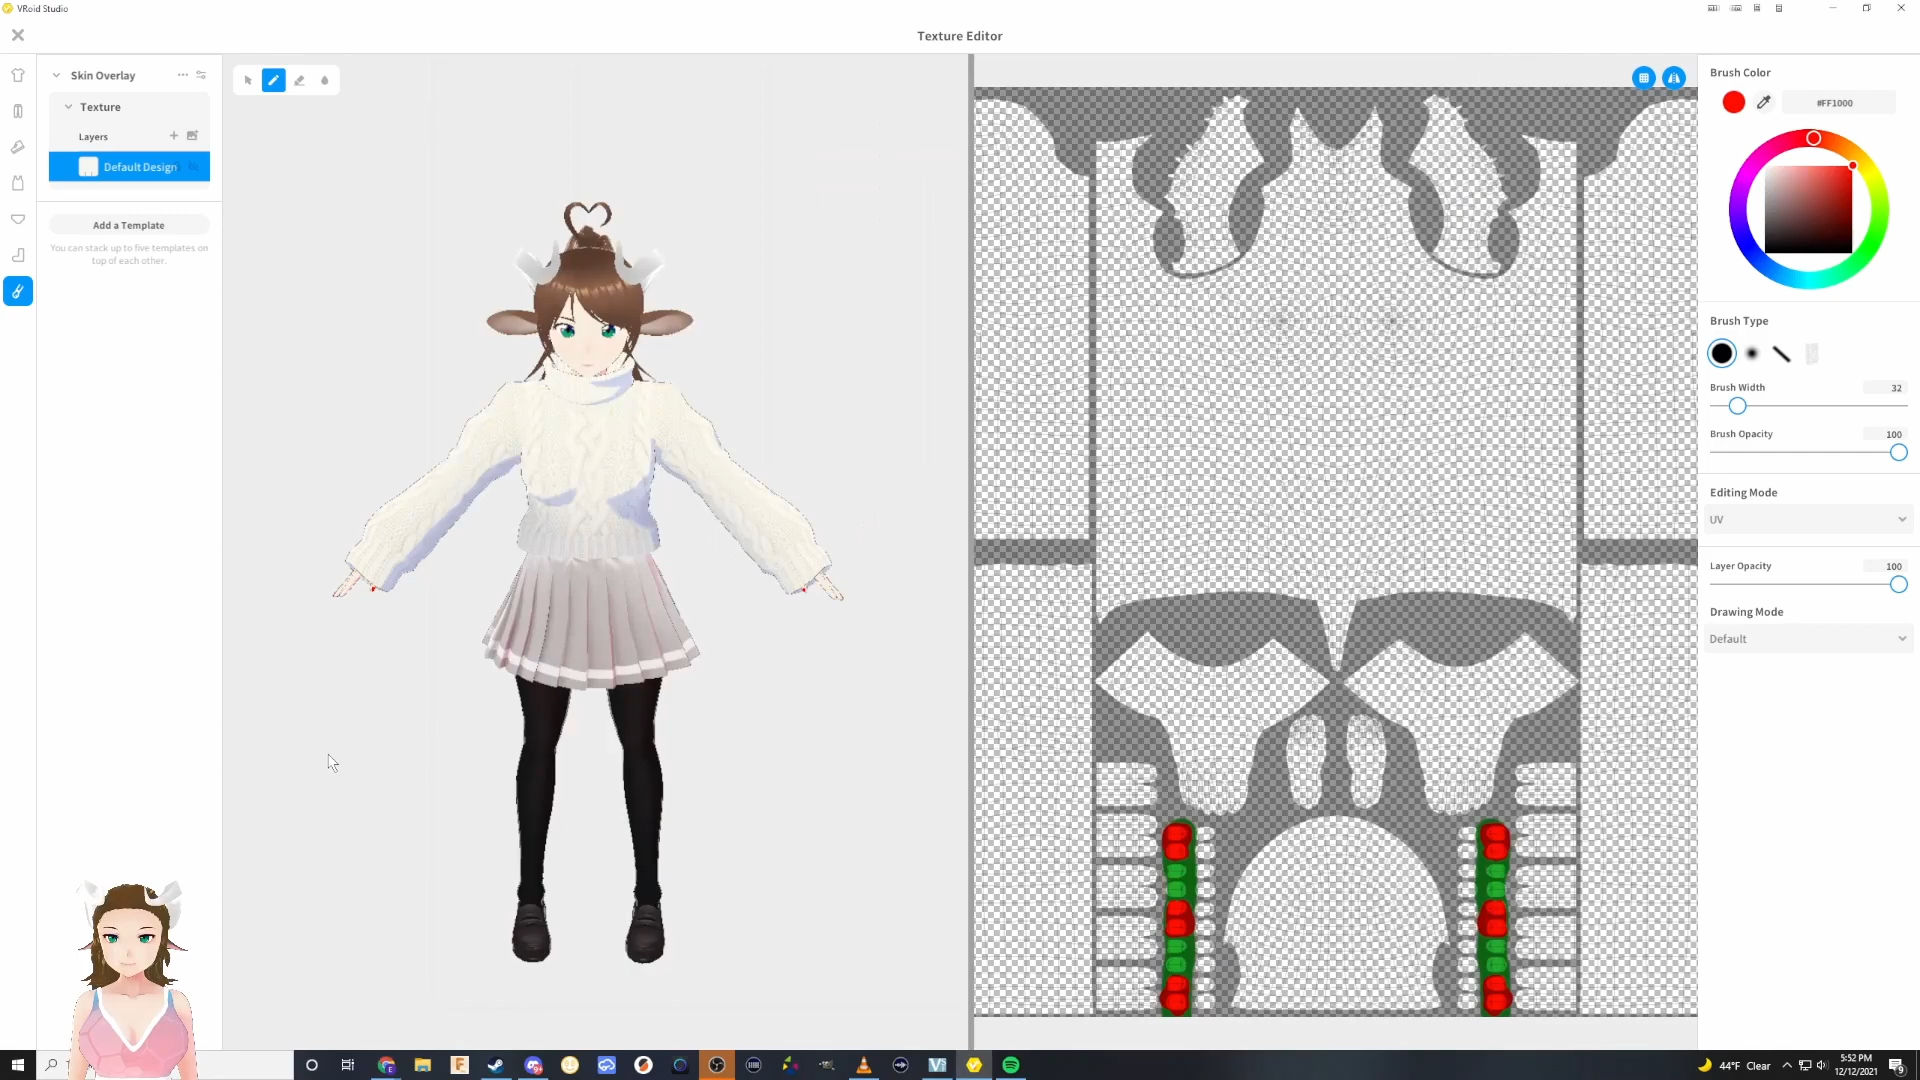 VRoid Studio
Texture Editor
Skin Overlay
Texture
Layers
Default Design
Add a Template
You can stack up to five templates on
top of each other.
Brush Color
#FF1000
Brush Type
Brush Width
32
Brush Opacity
100
Editing Mode
UV
Layer Opacity
100
Drawing Mode
Default
44°F Clear
5:52 PM
12/12/2021